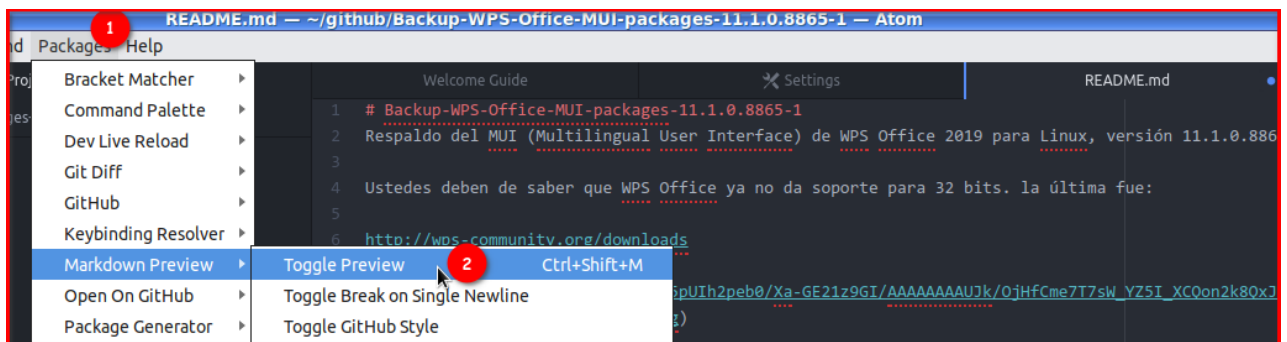 README.md — ~/github/Backup-WPS-Office-MUI-packages-11.1.0.8865-1 — Atom
1
Packages Help
Bracket Matcher
Command Palette
Dev Live Reload
Git Diff
GitHub
Keybinding Resolver
Markdown Preview
Open On GitHub
Package Generator
Toggle Preview 2 Ctrl+Shift+M
Toggle Break on Single Newline
Toggle GitHub Style
Welcome Guide Settings README.md
1 # Backup-WPS-Office-MUI-packages-11.1.0.8865-1
2 Respaldo del MUI (Multilingual User Interface) de WPS Office 2019 para Linux, versión 11.1.0.886
3
4 Ustedes deben de saber que WPS Office ya no da soporte para 32 bits. la última fue:
5
6 http://wps-community.org/downloads
5pUIh2peb0/Xa-GE21z9GI/AAAAAAAAUJk/OjHfCme7T7sW_YZ5I_XCQon2k8QxJ